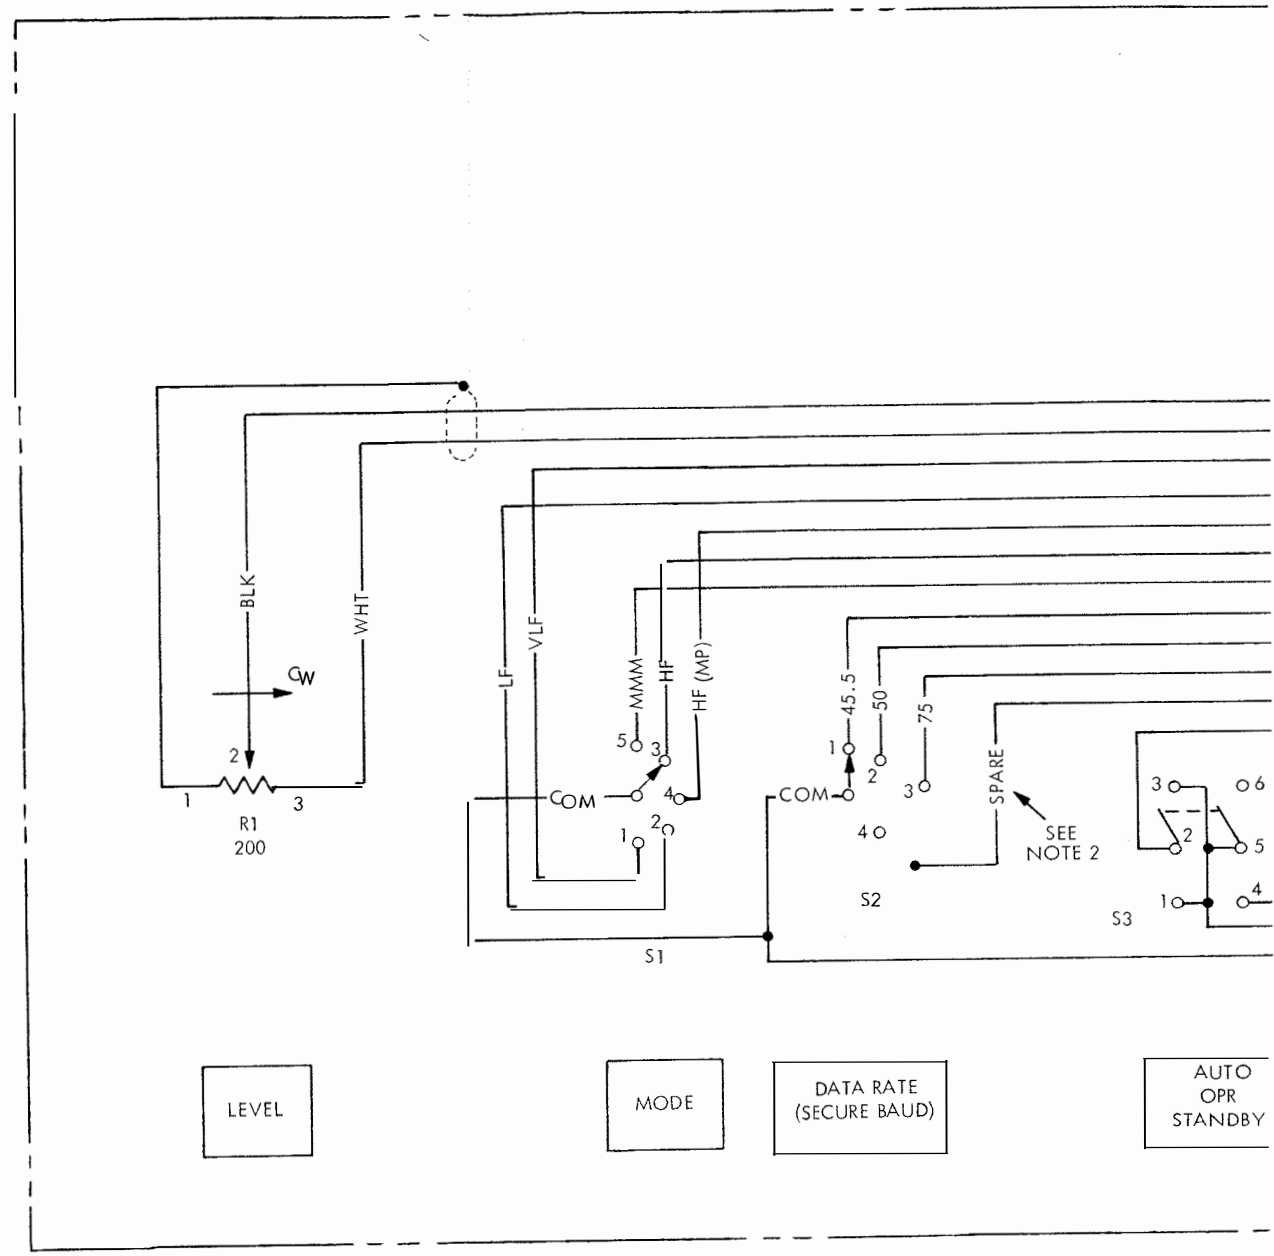 BLK
WHT
CW
2
1
3
R1
200
LF
VLF
MMM
HF
HF (MP)
5
3
COM
4
2
1
S1
45.5
50
75
SPARE
1
2
COM
3
4
SEE
NOTE 2
S2
3
6
2
5
1
4
S3
LEVEL
MODE
DATA RATE
(SECURE BAUD)
AUTO
OPR
STANDBY